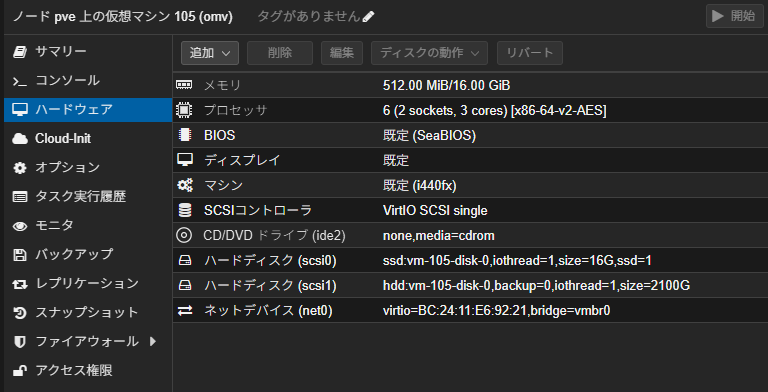 ノード pve 上の仮想マシン 105 (omv) タグがありません 開始
サマリー
コンソール
ハードウェア
Cloud-Init
オプション
タスク実行履歴
モニタ
バックアップ
レプリケーション
スナップショット
ファイアウォール
アクセス権限
追加 削除 編集 ディスクの動作 リバート
メモリ 512.00 MiB/16.00 GiB
プロセッサ 6 (2 sockets, 3 cores) [x86-64-v2-AES]
BIOS 既定 (SeaBIOS)
ディスプレイ 既定
マシン 既定 (i440fx)
SCSIコントローラ VirtIO SCSI single
CD/DVD ドライブ (ide2) none,media=cdrom
ハードディスク (scsi0) ssd:vm-105-disk-0,iothread=1,size=16G,ssd=1
ハードディスク (scsi1) hdd:vm-105-disk-0,backup=0,iothread=1,size=2100G
ネットデバイス (net0) virtio=BC:24:11:E6:92:21,bridge=vmbr0